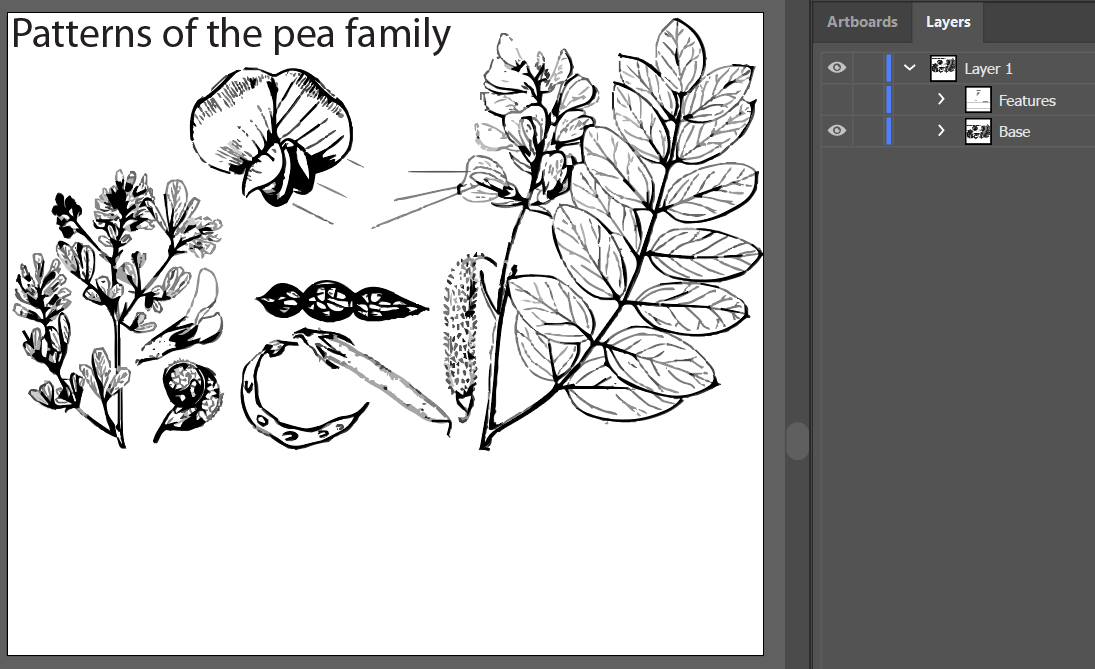 Patterns of the pea family
Artboards Layers
Layer 1
Features
Base